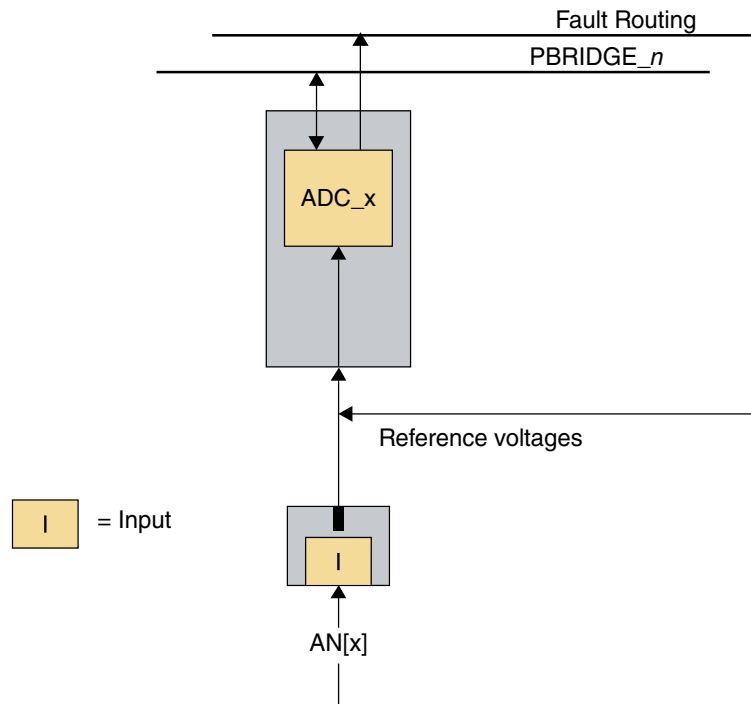 Fault Routing
PBRIDGE_n
ADC_x
Reference voltages
I = Input
I
AN[x]